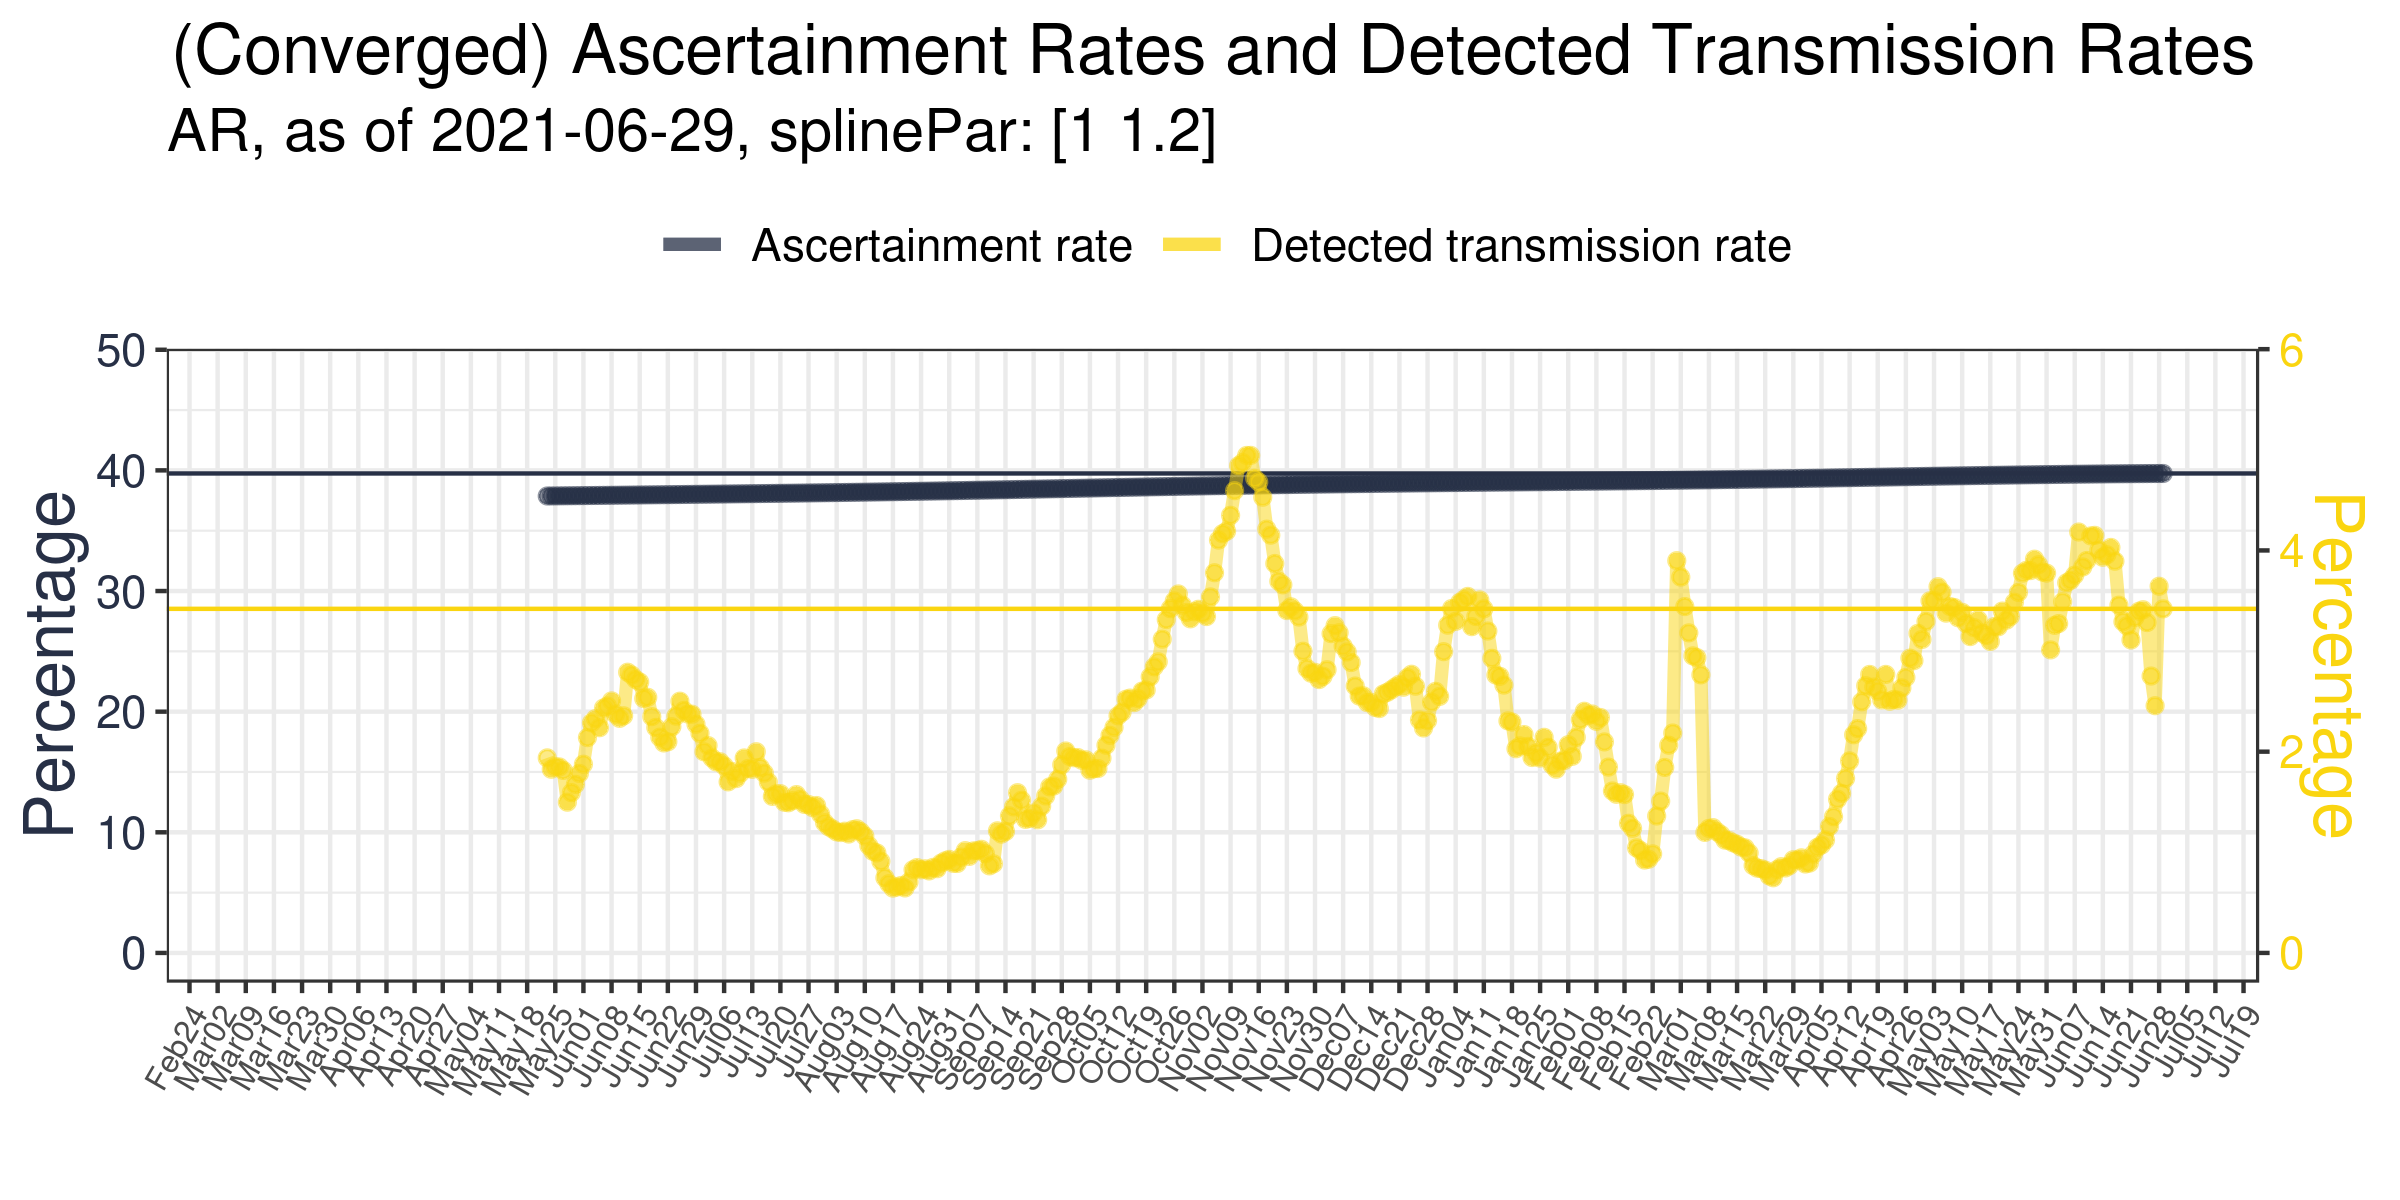 (Converged) Ascertainment Rates and Detected Transmission Rates
AR, as of 2021-06-29, splinePar: [1 1.2]
Ascertainment rate
Detected transmission rate
Percentage
50
40
30
20
10
0
6
4
2
0
Percentage
Feb24
Mar02
Mar09
Mar16
Mar23
Mar30
Apr06
Apr13
Apr20
Apr27
May04
May11
May18
May25
Jun01
Jun08
Jun15
Jun22
Jun29
Jul06
Jul13
Jul20
Jul27
Aug03
Aug10
Aug17
Aug24
Aug31
Sep07
Sep14
Sep21
Sep28
Oct05
Oct12
Oct19
Oct26
Nov02
Nov09
Nov16
Nov23
Nov30
Dec07
Dec14
Dec21
Dec28
Jan04
Jan11
Jan18
Jan25
Feb01
Feb08
Feb15
Feb22
Mar01
Mar08
Mar15
Mar22
Mar29
Apr05
Apr12
Apr19
Apr26
May03
May10
May17
May24
May31
Jun07
Jun14
Jun21
Jun28
Jul05
Jul12
Jul19